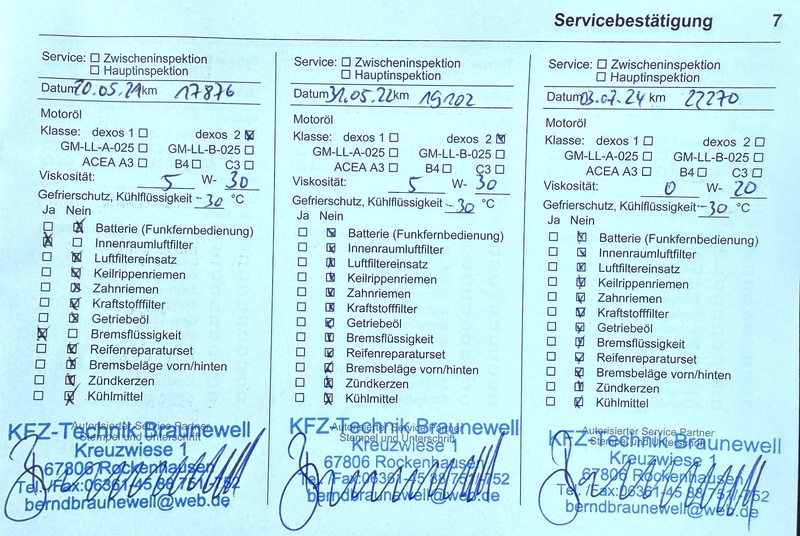 Servicebestätigung 7
Service: ☐ Zwischeninspektion
☐ Hauptinspektion
Datum 20.05.21 km 17876
Motoröl
Klasse: dexos 1 ☐ dexos 2 ☒
GM-LL-A-025 ☐ GM-LL-B-025 ☐
ACEA A3 ☐ B4 ☐ C3 ☐
Viskosität: 5 W- 30
Gefrierschutz, Kühlflüssigkeit -30 °C
Ja Nein
☐ ☒ Batterie (Funkfernbedienung)
☒ ☐ Innenraumluftfilter
☐ ☒ Luftfiltereinsatz
☐ ☒ Keilrippenriemen
☐ ☒ Zahnriemen
☐ ☒ Kraftstofffilter
☐ ☒ Getriebeöl
☒ ☐ Bremsflüssigkeit
☐ ☒ Reifenreparaturset
☐ ☒ Bremsbeläge vorn/hinten
☐ ☒ Zündkerzen
☐ ☒ Kühlmittel
Autorisierter Service Partner
Stempel und Unterschrift
KFZ-Technik Braunewell
Kreuzwiese 1
67806 Rockenhausen
Tel./Fax:06361-45 88 751-752
berndbraunewell@web.de
Service: ☐ Zwischeninspektion
☐ Hauptinspektion
Datum 31.05.22 km 19102
Motoröl
Klasse: dexos 1 ☐ dexos 2 ☒
GM-LL-A-025 ☐ GM-LL-B-025 ☐
ACEA A3 ☐ B4 ☐ C3 ☐
Viskosität: 5 W- 30
Gefrierschutz, Kühlflüssigkeit -30 °C
Ja Nein
☐ ☒ Batterie (Funkfernbedienung)
☐ ☒ Innenraumluftfilter
☐ ☒ Luftfiltereinsatz
☐ ☒ Keilrippenriemen
☐ ☒ Zahnriemen
☐ ☒ Kraftstofffilter
☐ ☒ Getriebeöl
☐ ☒ Bremsflüssigkeit
☐ ☒ Reifenreparaturset
☐ ☒ Bremsbeläge vorn/hinten
☐ ☒ Zündkerzen
☐ ☒ Kühlmittel
Autorisierter Service Partner
Stempel und Unterschrift
KFZ-Technik Braunewell
Kreuzwiese 1
67806 Rockenhausen
Tel./Fax:06361-45 88 751-752
berndbraunewell@web.de
Service: ☐ Zwischeninspektion
☐ Hauptinspektion
Datum 03.07.24 km 22270
Motoröl
Klasse: dexos 1 ☐ dexos 2 ☐
GM-LL-A-025 ☐ GM-LL-B-025 ☐
ACEA A3 ☐ B4 ☐ C3 ☐
Viskosität: 0 W- 20
Gefrierschutz, Kühlflüssigkeit -30 °C
Ja Nein
☐ ☒ Batterie (Funkfernbedienung)
☐ ☒ Innenraumluftfilter
☐ ☒ Luftfiltereinsatz
☐ ☒ Keilrippenriemen
☐ ☒ Zahnriemen
☐ ☒ Kraftstofffilter
☐ ☒ Getriebeöl
☐ ☒ Bremsflüssigkeit
☐ ☒ Reifenreparaturset
☐ ☒ Bremsbeläge vorn/hinten
☐ ☒ Zündkerzen
☐ ☒ Kühlmittel
Autorisierter Service Partner
Stempel und Unterschrift
KFZ-Technik Braunewell
Kreuzwiese 1
67806 Rockenhausen
Tel./Fax:06361-45 88 751-752
berndbraunewell@web.de